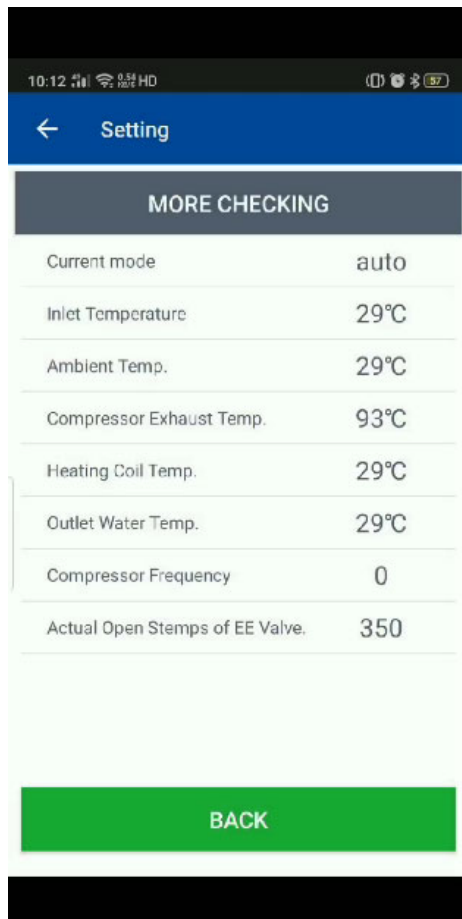 10:12 HD 57
Setting
MORE CHECKING
Current mode auto
Inlet Temperature 29℃
Ambient Temp. 29℃
Compressor Exhaust Temp. 93℃
Heating Coil Temp. 29℃
Outlet Water Temp. 29℃
Compressor Frequency 0
Actual Open Stemps of EE Valve. 350
BACK